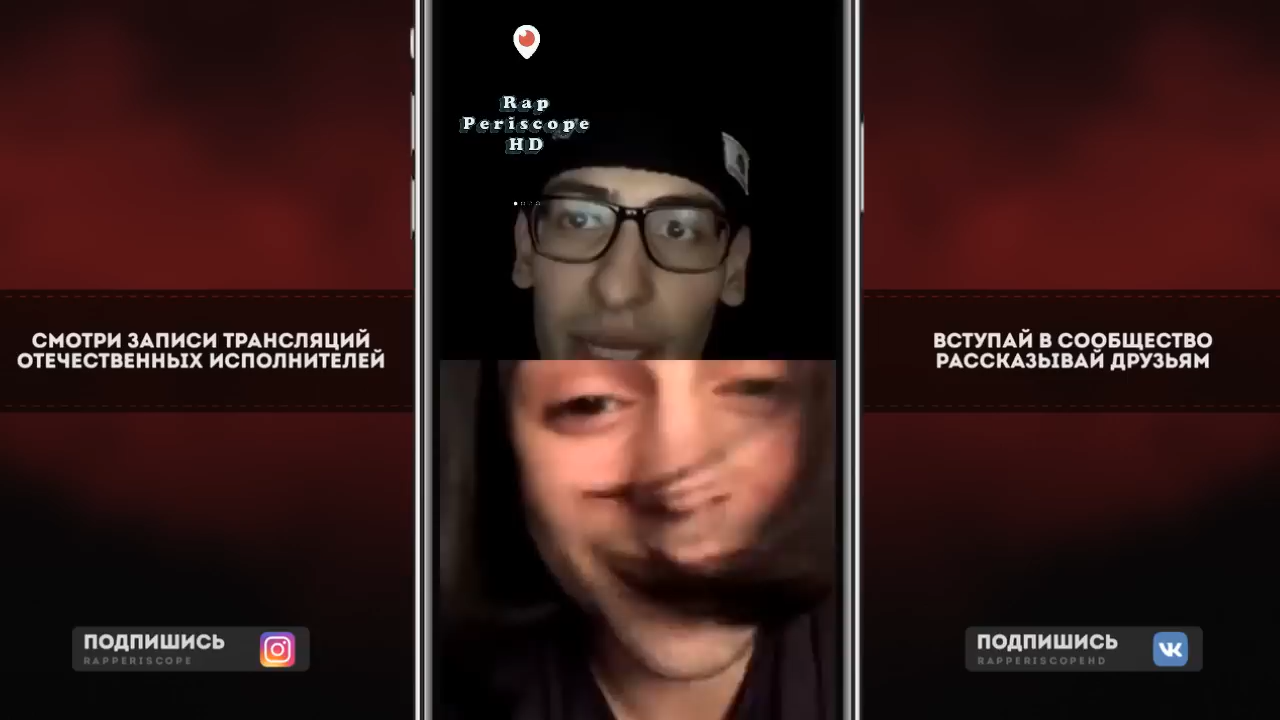 Rap
Periscope
HD
СМОТРИ ЗАПИСИ ТРАНСЛЯЦИЙ
ОТЕЧЕСТВЕННЫХ ИСПОЛНИТЕЛЕЙ
ВСТУПАЙ В СООБЩЕСТВО
РАССКАЗЫВАЙ ДРУЗЬЯМ
ПОДПИШИСЬ
RAPPERISCOPE
ПОДПИШИСЬ
RAPPERISCOPEHD